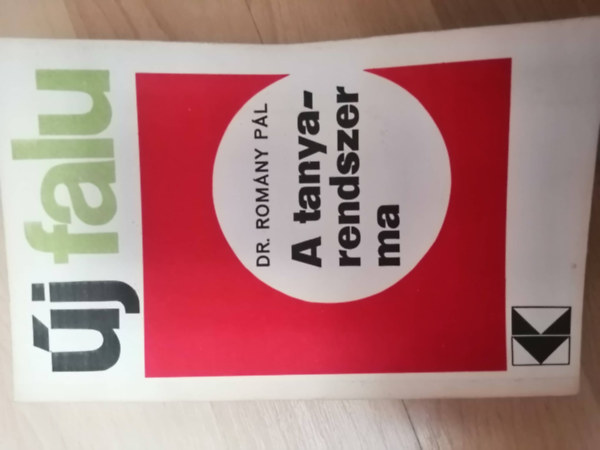 új falu
DR. ROMÁNY PÁL
A tanya-
rendszer
ma